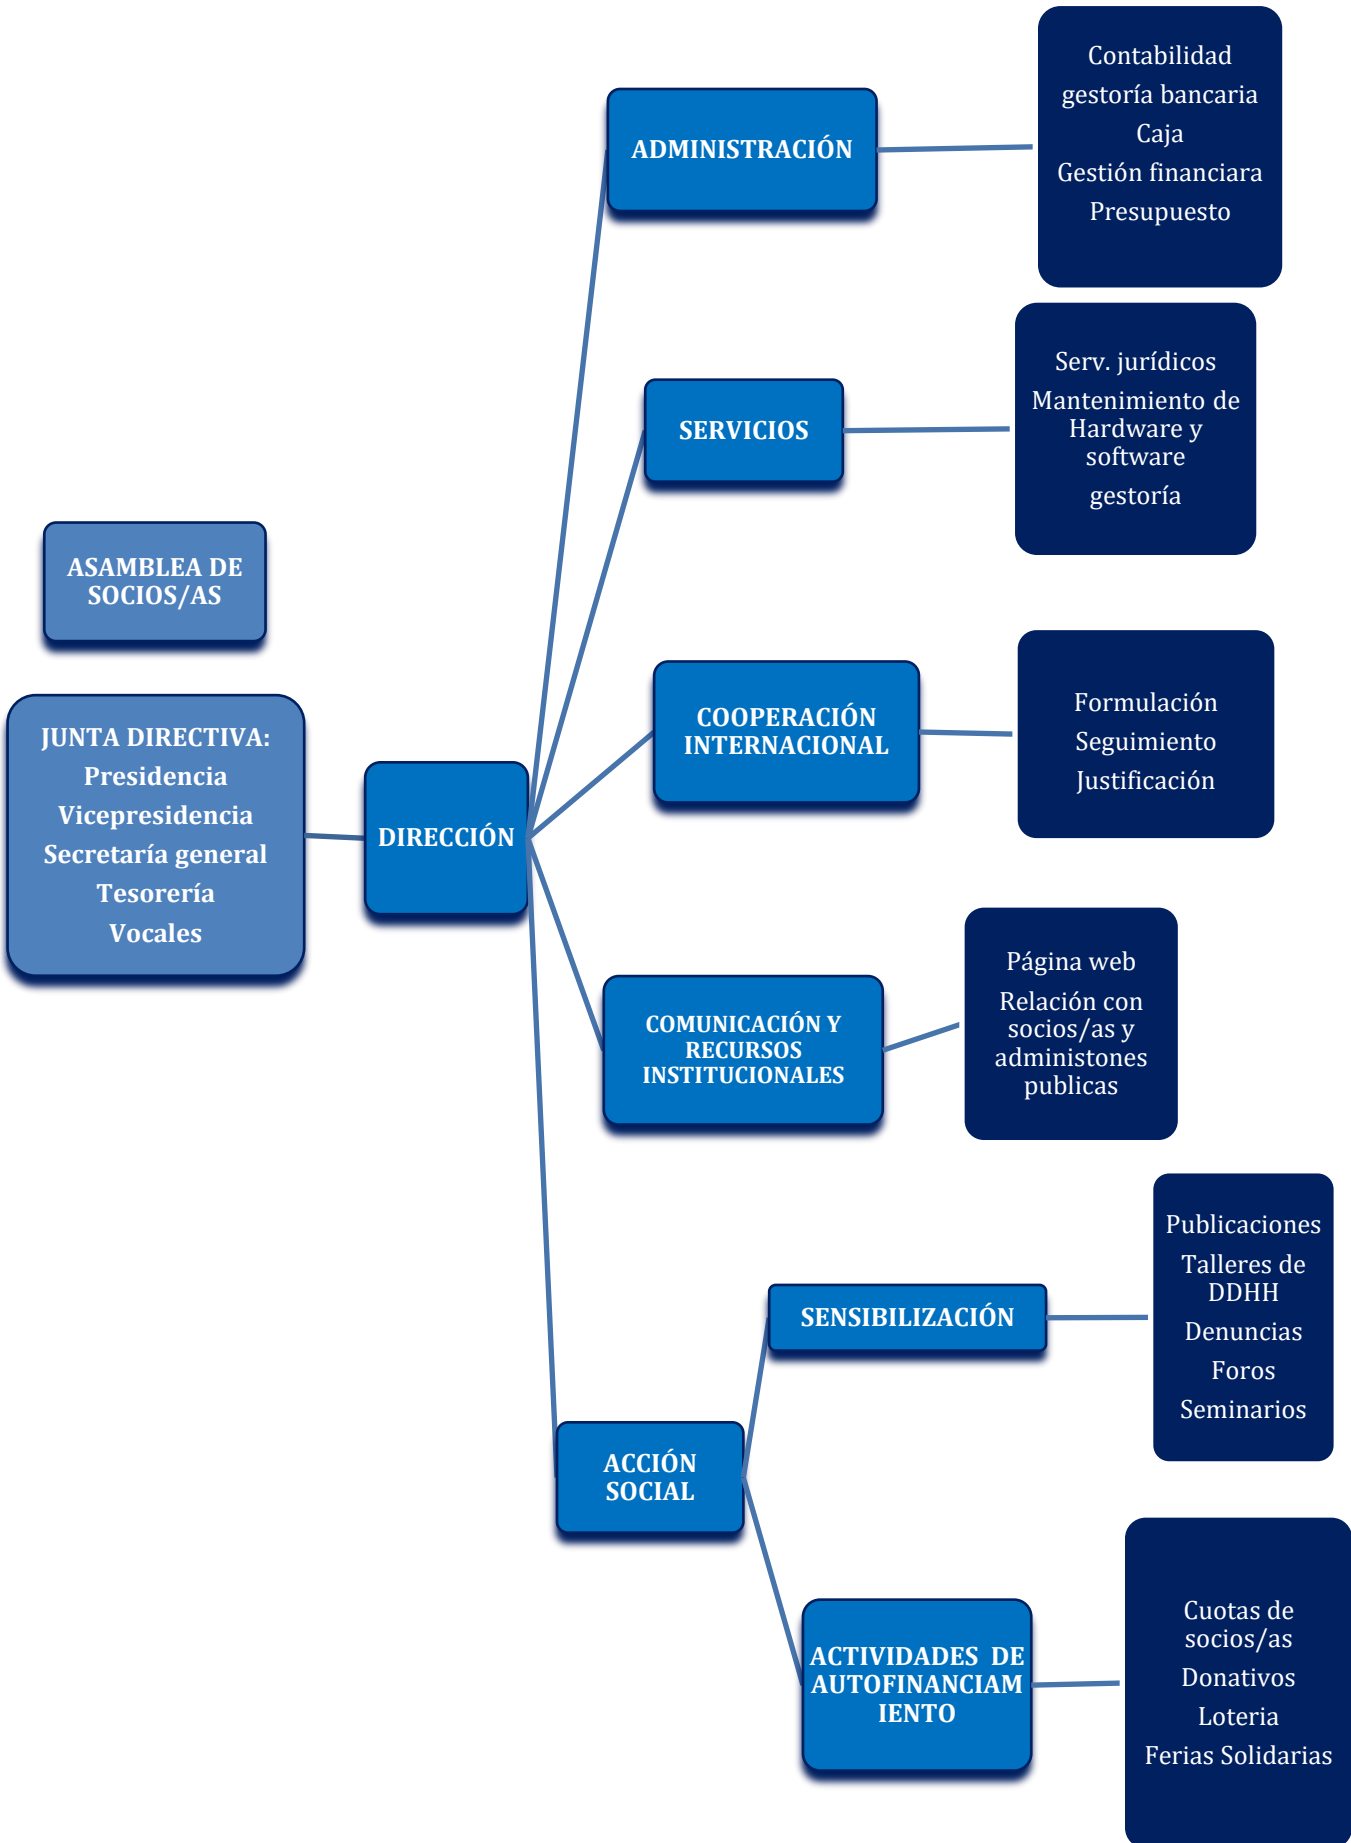 Contabilidad
gestoría bancaria
Caja
Gestión financiara
Presupuesto
ADMINISTRACIÓN
Serv. jurídicos
Mantenimiento de
Hardware y
software
gestoría
SERVICIOS
ASAMBLEA DE
SOCIOS/AS
JUNTA DIRECTIVA:
Presidencia
Vicepresidencia
Secretaría general
Tesorería
Vocales
DIRECCIÓN
COOPERACIÓN
INTERNACIONAL
Formulación
Seguimiento
Justificación
COMUNICACIÓN Y
RECURSOS
INSTITUCIONALES
Página web
Relación con
socios/as y
administones
publicas
SENSIBILIZACIÓN
Publicaciones
Talleres de
DDHH
Denuncias
Foros
Seminarios
ACCIÓN
SOCIAL
ACTIVIDADES  DE
AUTOFINANCIAM
IENTO
Cuotas de
socios/as
Donativos
Loteria
Ferias Solidarias